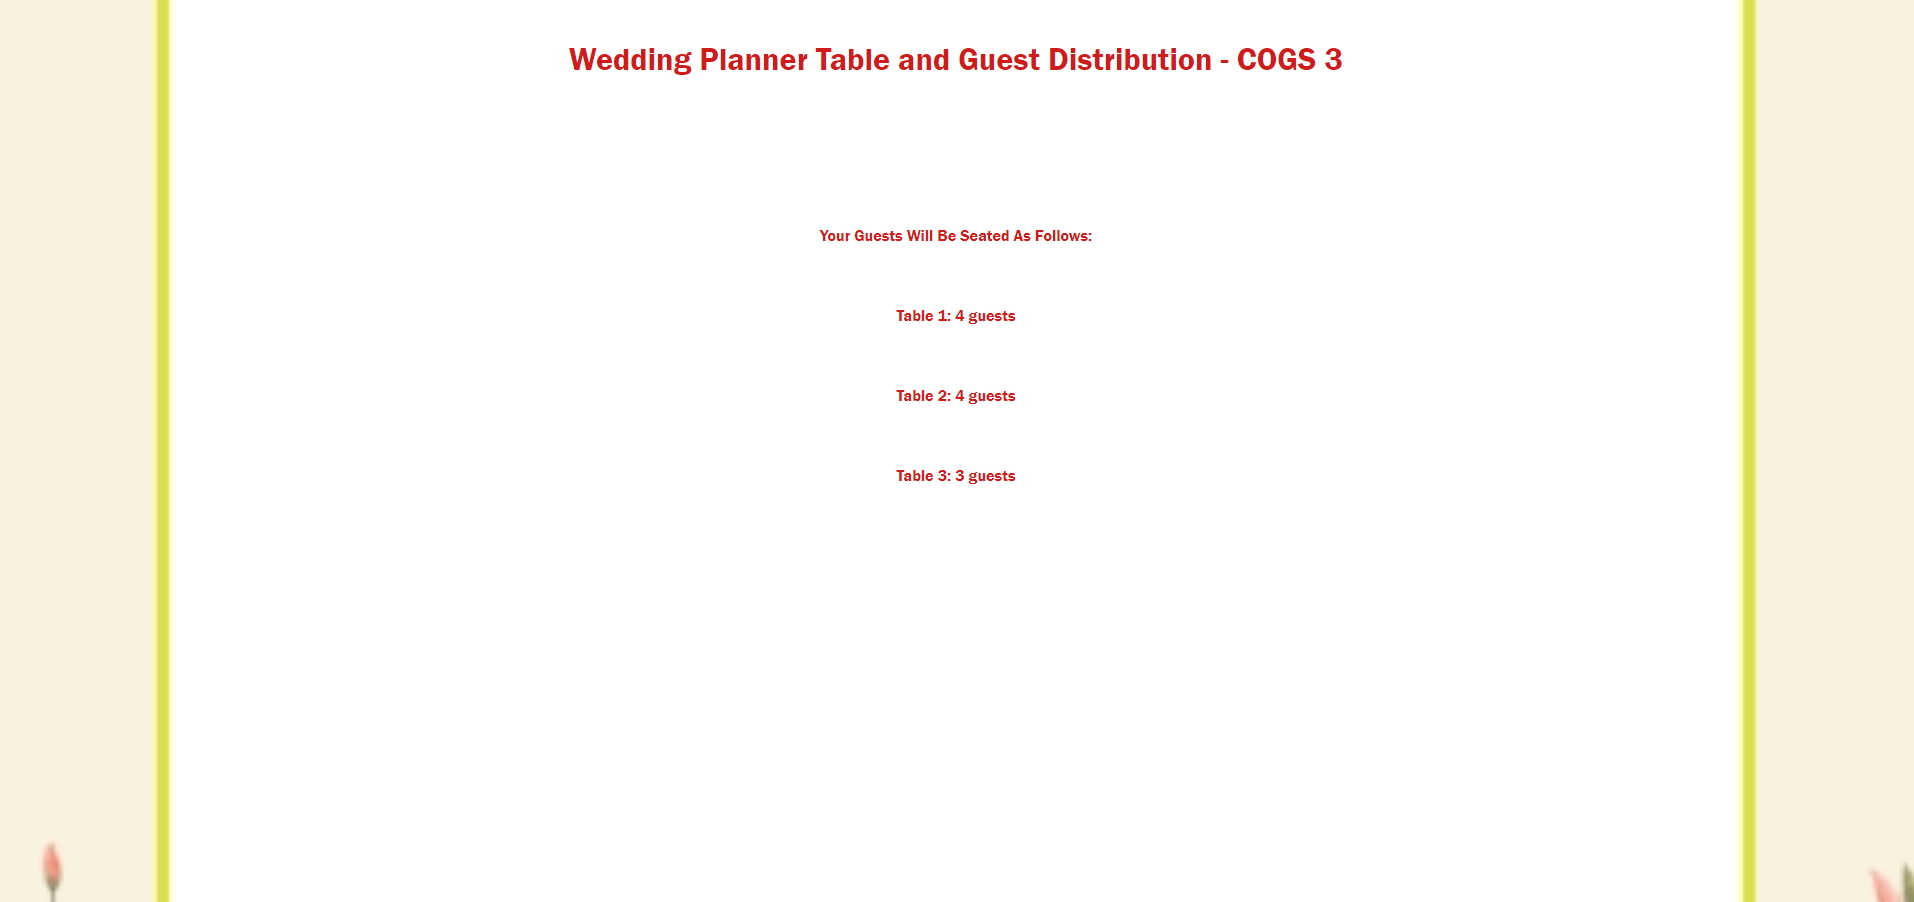 Wedding Planner Table and Guest Distribution - COGS 3
Your Guests Will Be Seated As Follows:
Table 1: 4 guests
Table 2: 4 guests
Table 3: 3 guests